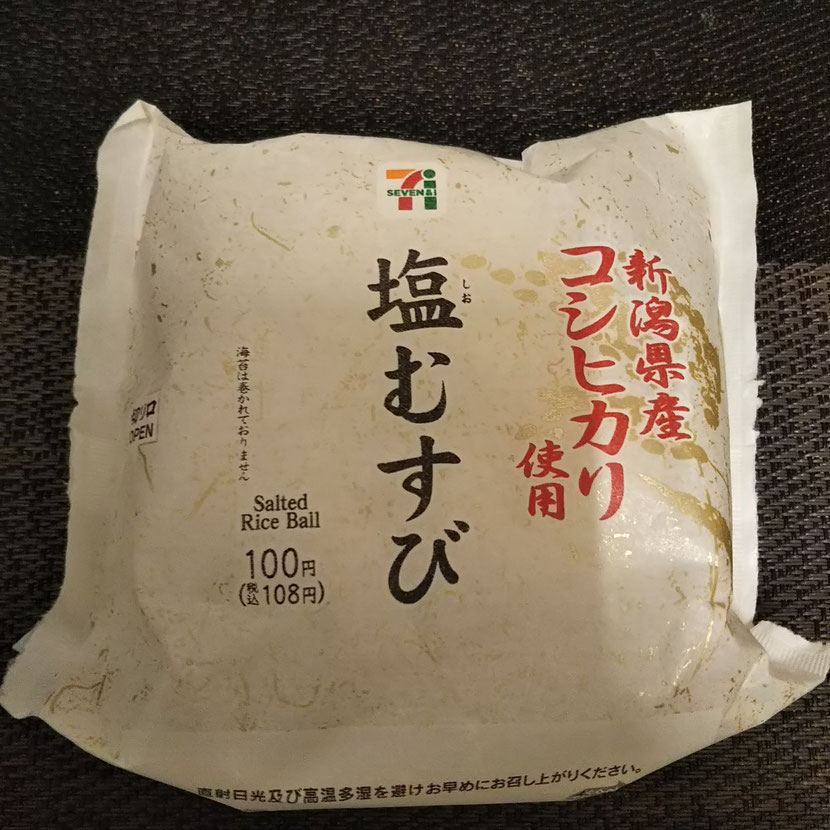 SEVEN&i
新潟県産
コシヒカリ
使用
しお
塩むすび
海苔は巻かれておりません
切り口
OPEN
Salted
Rice Ball
100円
(税込108円)
直射日光及び高温多湿を避けお早めにお召し上がりください。